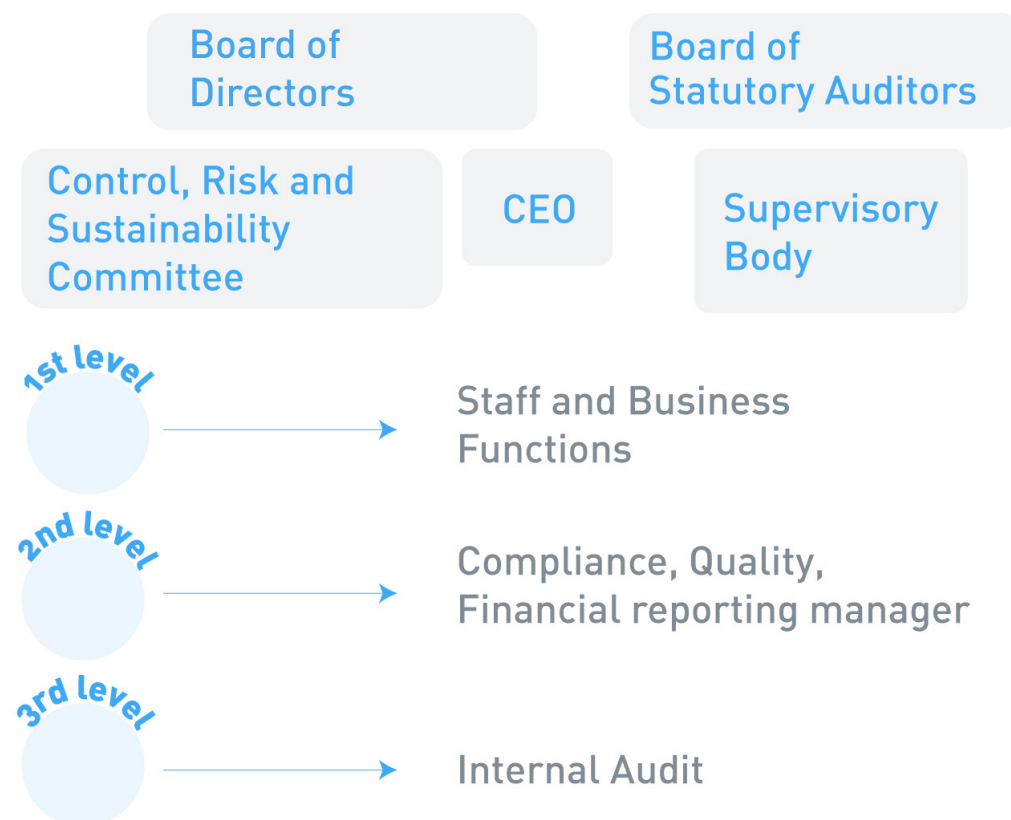 Board of
Directors
Board of
Statutory Auditors
Control, Risk and
Sustainability
Committee
CEO
Supervisory
Body
1st level
Staff and Business
Functions
2nd level
Compliance, Quality,
Financial reporting manager
3rd level
Internal Audit